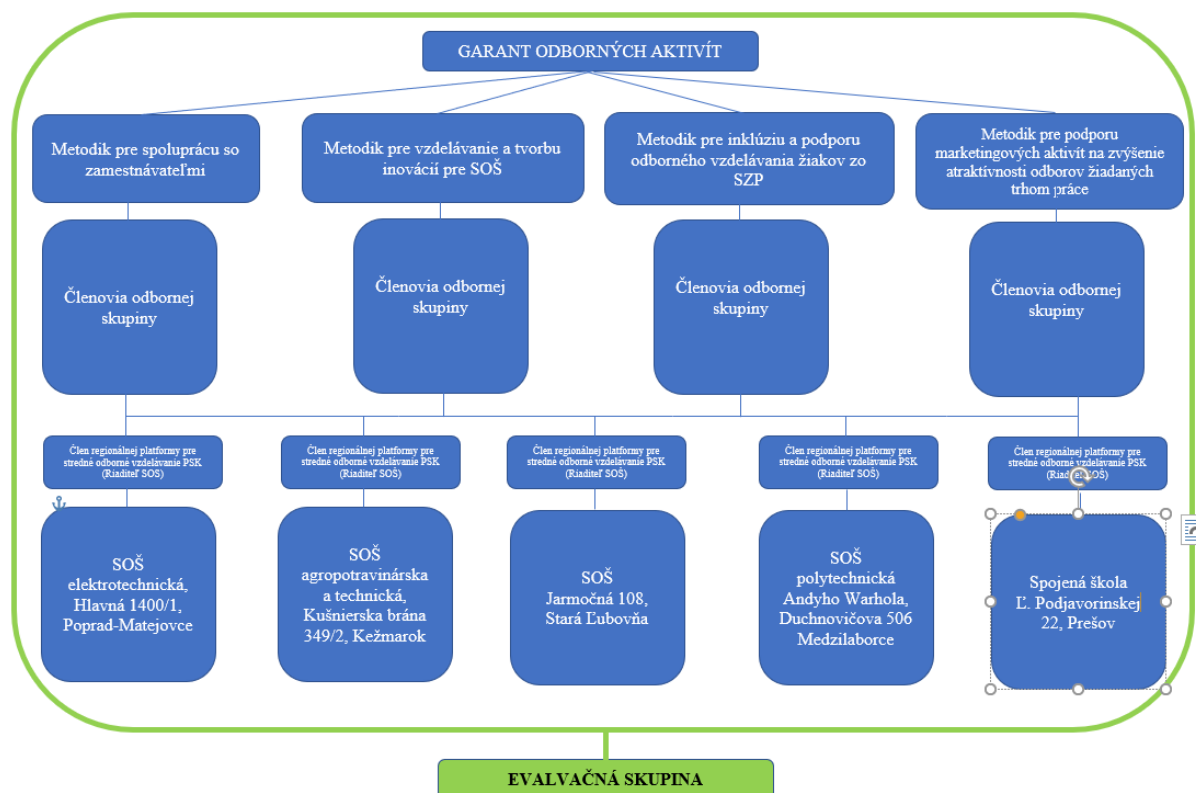 GARANT ODBORNÝCH AKTIVÍT
Metodik pre spoluprácu so
zamestnávateľmi
Metodik pre vzdelávanie a tvorbu
inovácií pre SOŠ
Metodik pre inklúziu a podporu
odborného vzdelávania žiakov zo
SZP
Metodik pre podporu
marketingových aktivít na zvýšenie
atraktívnosti odborov žiadaných
trhom práce
Členovia odbornej
skupiny
Členovia odbornej
skupiny
Členovia odbornej
skupiny
Členovia odbornej
skupiny
Člen regionálnej platformy pre
stredné odborné vzdelávanie PSK
(Riaditeľ SOŠ)
Člen regionálnej platformy pre
stredné odborné vzdelávanie PSK
(Riaditeľ SOŠ)
Člen regionálnej platformy pre
stredné odborné vzdelávanie PSK
(Riaditeľ SOŠ)
Člen regionálnej platformy pre
stredné odborné vzdelávanie PSK
(Riaditeľ SOŠ)
Člen regionálnej platformy pre
stredné odborné vzdelávanie PSK
(Riaditeľ SOŠ)
SOŠ
elektrotechnická,
Hlavná 1400/1,
Poprad-Matejovce
SOŠ
agropotravinárska
a technická,
Kušnierska brána
349/2, Kežmarok
SOŠ
Jarmočná 108,
Stará Ľubovňa
SOŠ
polytechnická
Andyho Warhola,
Duchnovičova 506
Medzilaborce
Spojená škola
Ľ. Podjavorinskej
22, Prešov
EVALVAČNÁ SKUPINA